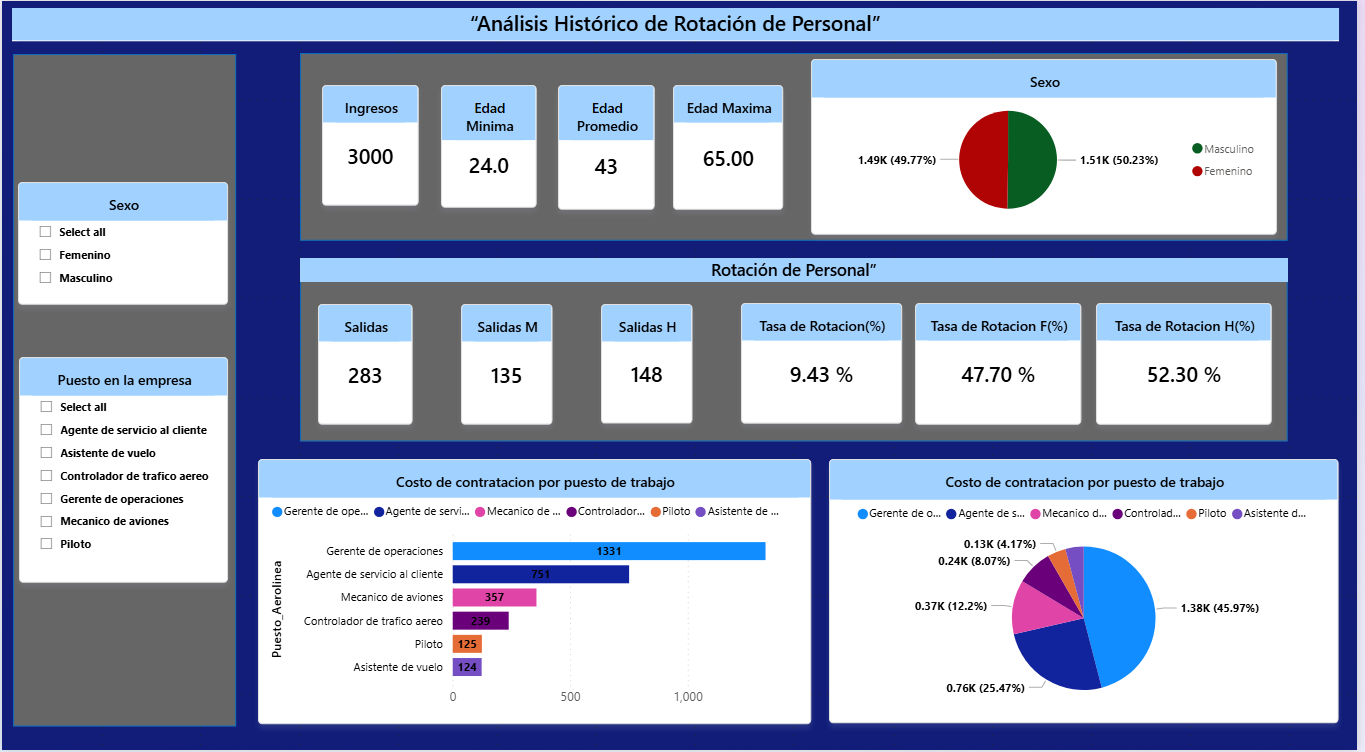 “Análisis Histórico de Rotación de Personal”
Sexo
Select all
Femenino
Masculino
Puesto en la empresa
Select all
Agente de servicio al cliente
Asistente de vuelo
Controlador de trafico aereo
Gerente de operaciones
Mecanico de aviones
Piloto
Ingresos
3000
Edad
Minima
24.0
Edad
Promedio
43
Edad Maxima
65.00
Sexo
1.49K (49.77%)
1.51K (50.23%)
Masculino
Femenino
Rotación de Personal”
Salidas
283
Salidas M
135
Salidas H
148
Tasa de Rotacion(%)
9.43 %
Tasa de Rotacion F(%)
47.70 %
Tasa de Rotacion H(%)
52.30 %
Costo de contratacion por puesto de trabajo
Gerente de ope... Agente de servi... Mecanico de ... Controlador... Piloto Asistente de ...
Puesto_Aerolinea
Gerente de operaciones 1331
Agente de servicio al cliente 751
Mecanico de aviones 357
Controlador de trafico aereo 239
Piloto 125
Asistente de vuelo 124
0 500 1,000
Costo de contratacion por puesto de trabajo
Gerente de o... Agente de s... Mecanico d... Controlad... Piloto Asistente d...
0.13K (4.17%)
0.24K (8.07%)
0.37K (12.2%)
1.38K (45.97%)
0.76K (25.47%)